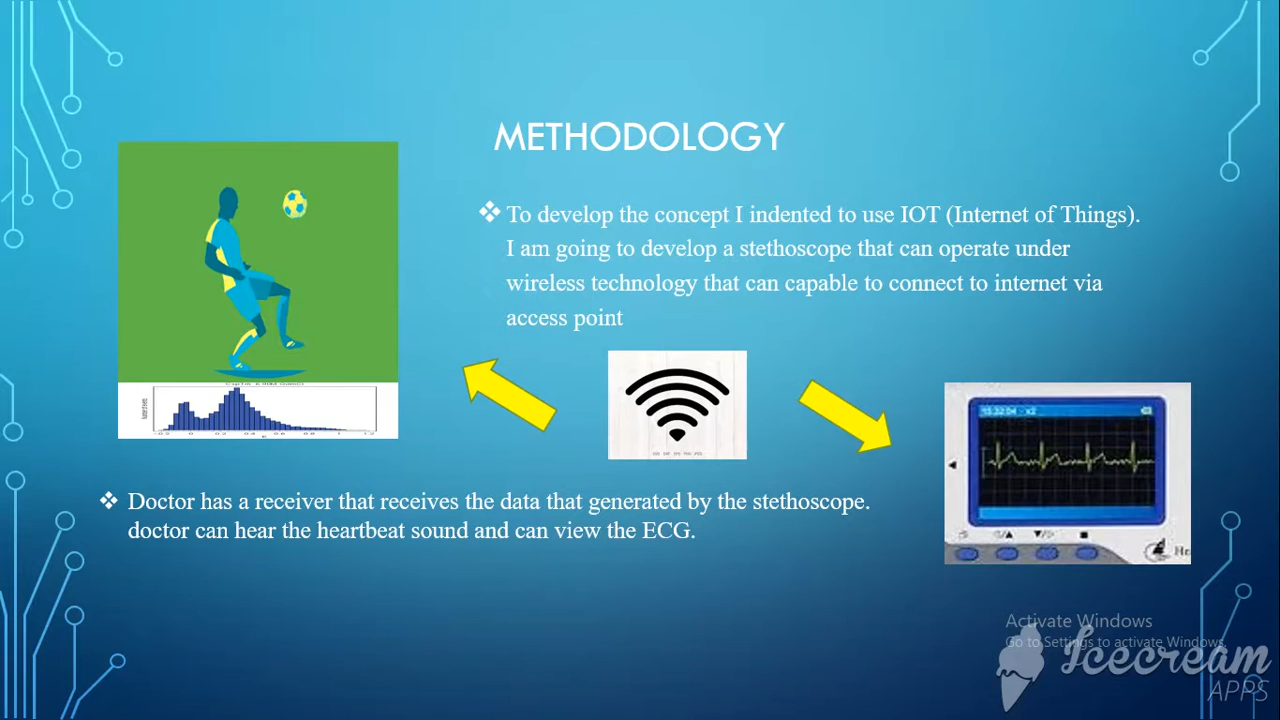 METHODOLOGY
❖ To develop the concept I indented to use IOT (Internet of Things).
I am going to develop a stethoscope that can operate under
wireless technology that can capable to connect to internet via
access point
❖ Doctor has a receiver that receives the data that generated by the stethoscope.
doctor can hear the heartbeat sound and can view the ECG.
Activate Windows
Go to Settings to activate Windows.
Icecream
APPS